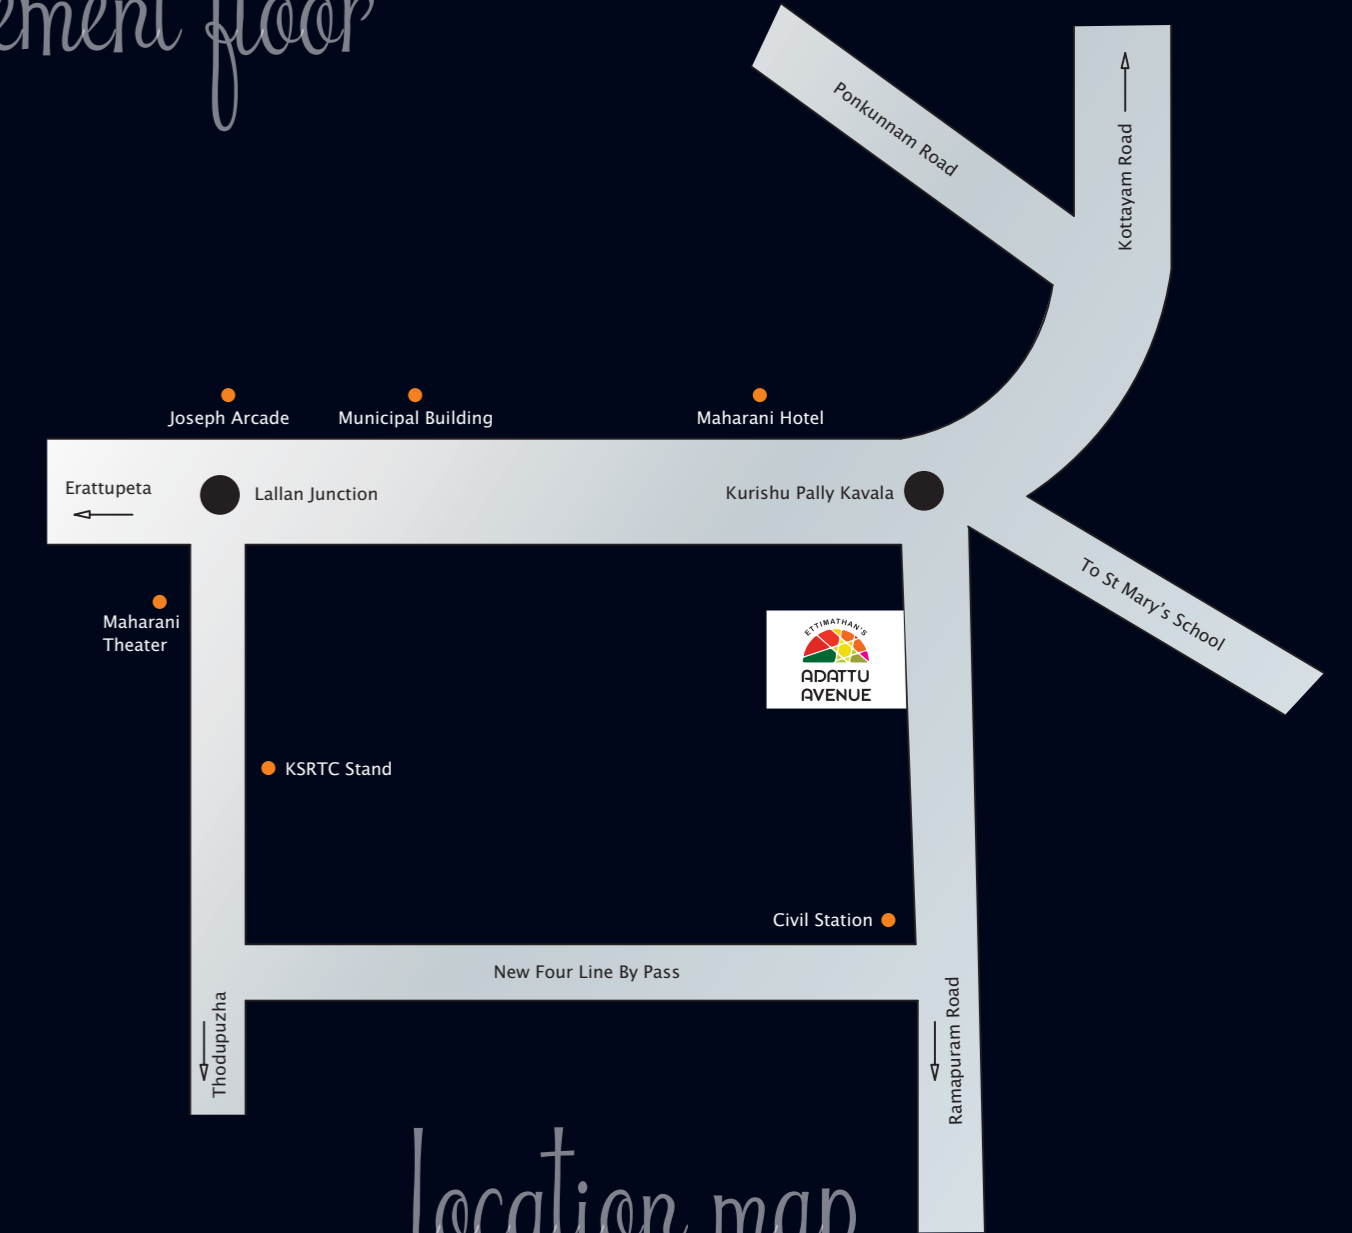 floor
Ponkunnam Road
Kottayam Road
Joseph Arcade
Municipal Building
Maharani Hotel
Erattupeta
Lallan Junction
Kurishu Pally Kavala
To St Mary's School
Maharani
Theater
ETTIMATHAN'S
ADATTU
AVENUE
KSRTC Stand
Civil Station
New Four Line By Pass
Thodupuzha
Ramapuram Road
location map